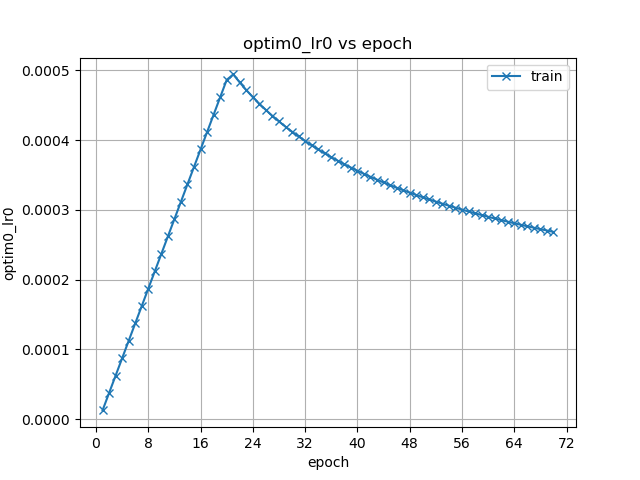 optim0_lr0 vs epoch
train
optim0_lr0
0.0005
0.0004
0.0003
0.0002
0.0001
0.0000
0 8 16 24 32 40 48 56 64 72
epoch